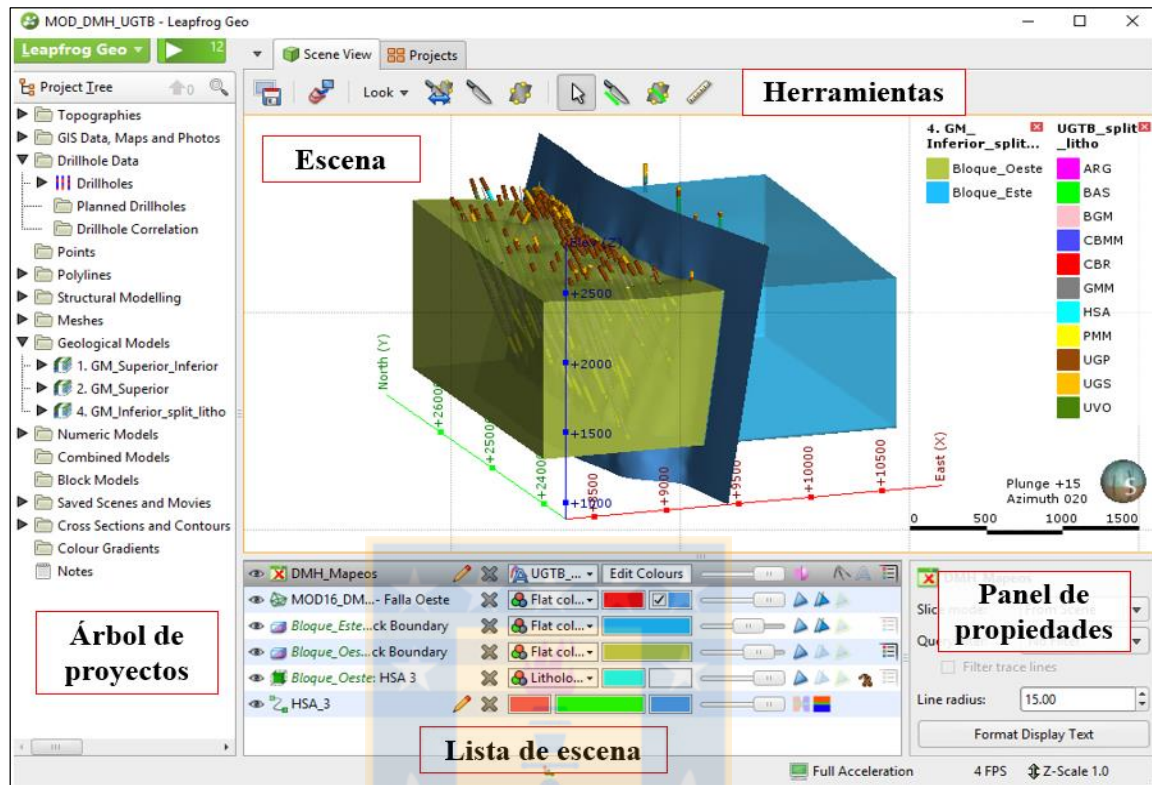 MOD_DMH_UGTB - Leapfrog Geo
Leapfrog Geo
12
Scene View
Projects
Project Tree
0
Look
Herramientas
Topographies
GIS Data, Maps and Photos
Drillhole Data
Drillholes
Planned Drillholes
Drillhole Correlation
Points
Polylines
Structural Modelling
Meshes
Geological Models
1. GM_Superior_Inferior
2. GM_Superior
4. GM_Inferior_split_litho
Numeric Models
Combined Models
Block Models
Saved Scenes and Movies
Cross Sections and Contours
Colour Gradients
Notes
Árbol de
proyectos
Escena
Elev (Z)
+2500
+2000
+1500
+1000
North (Y)
+2500
+24000
+9000
+9500
+10000
+10500
East (X)
4. GM_
Inferior_split...
Bloque_Oeste
Bloque_Este
UGTB_split
_litho
ARG
BAS
BGM
CBMM
CBR
GMM
HSA
PMM
UGP
UGS
UVO
Plunge +15
Azimuth 020
S
0 500 1000 1500
DMH_Mapeos
UGTB_...
Edit Colours
MOD16_DM...- Falla Oeste
Flat col...
Bloque_Este...ck Boundary
Flat col...
Bloque_Oes...ck Boundary
Flat col...
Bloque_Oeste: HSA 3
Litholo...
HSA_3
Lista de escena
DMH_Mapeos
Panel de
propiedades
Filter trace lines
Line radius:
15.00
Format Display Text
Full Acceleration
4 FPS
Z-Scale 1.0